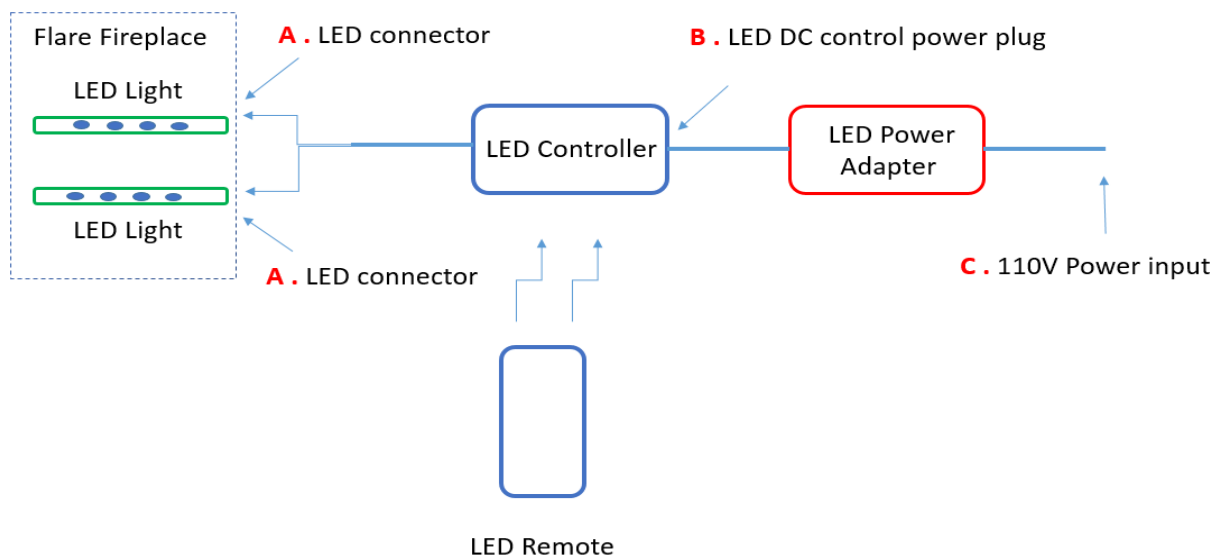 Flare Fireplace
A . LED connector
B . LED DC control power plug
LED Light
LED Controller
LED Power
Adapter
LED Light
A . LED connector
C . 110V Power input
LED Remote